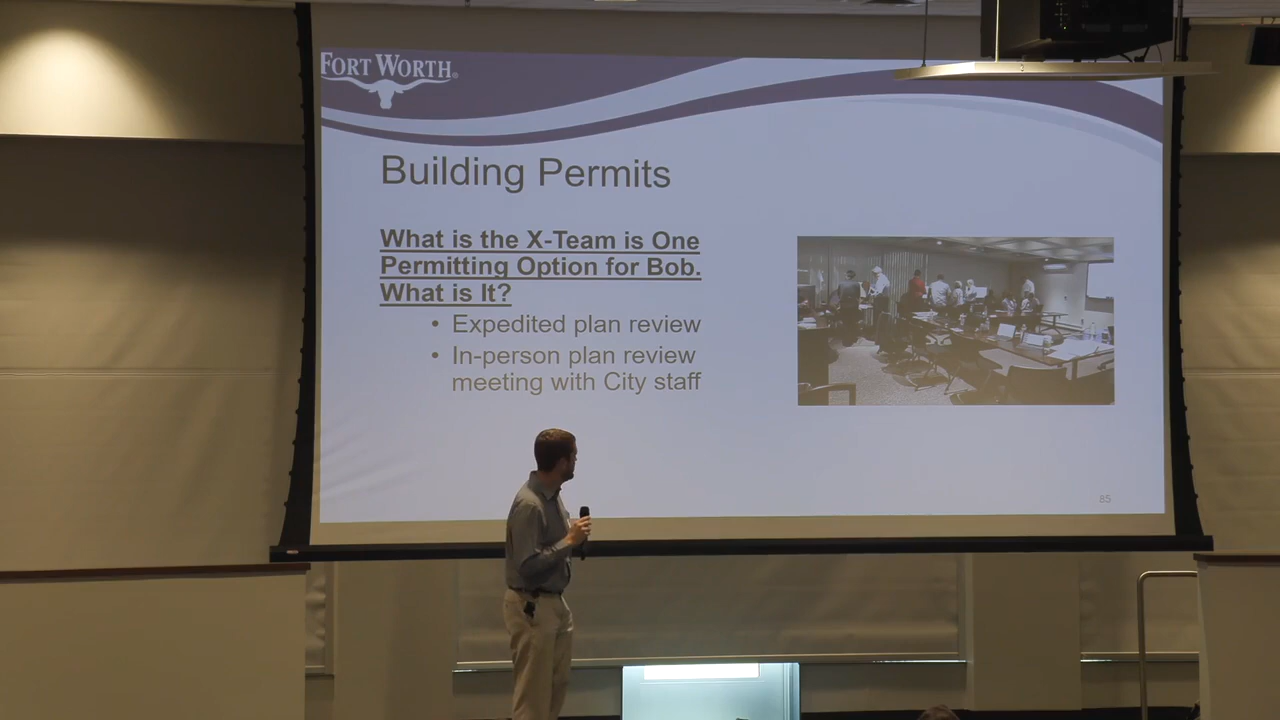 FORT WORTH®
Building Permits
What is the X-Team is One
Permitting Option for Bob.
What is It?
• Expedited plan review
• In-person plan review
meeting with City staff
85